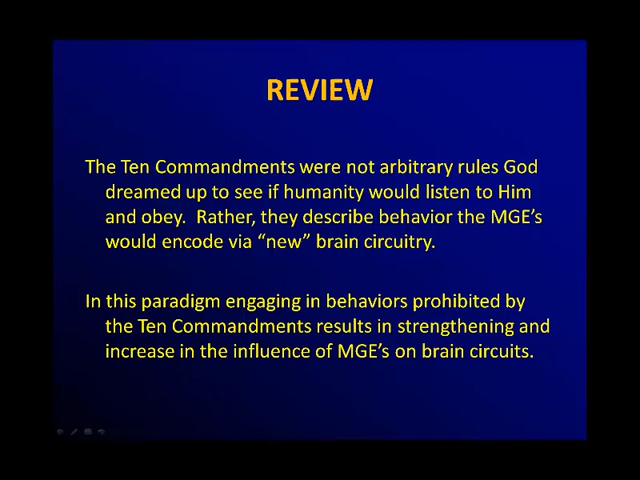 REVIEW
The Ten Commandments were not arbitrary rules God
dreamed up to see if humanity would listen to Him
and obey.  Rather, they describe behavior the MGE's
would encode via “new” brain circuitry.
In this paradigm engaging in behaviors prohibited by
the Ten Commandments results in strengthening and
increase in the influence of MGE's on brain circuits.